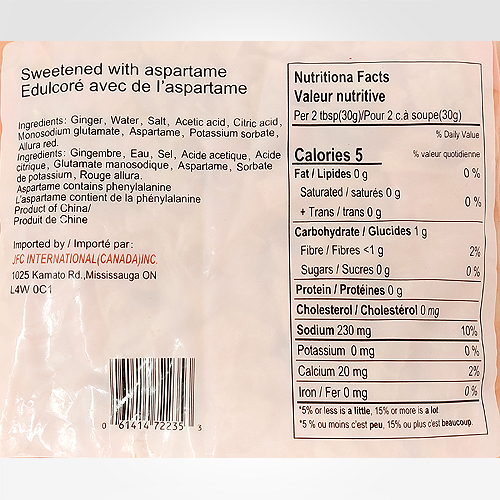 Sweetened with aspartame
Edulcoré avec de l'aspartame
Ingredients: Ginger, Water, Salt, Acetic acid, Citric acid,
Monosodium glutamate, Aspartame, Potassium sorbate,
Allura red.
Ingredients: Gingembre, Eau, Sel, Acide acetique, Acide
citrique, Glutamate manosodique, Aspartame, Sorbate
de potassium, Rouge allura.
Aspartame contains phenylalanine
L'aspartame contient de la phénylalanine
Product of China/
Produit de Chine
Imported by / Importé par:
JFC INTERNATIONAL(CANADA)INC.
1025 Kamato Rd.,Mississauga ON
L4W 0C1
0 61414 72235 3
Nutritiona Facts
Valeur nutritive
Per 2 tbsp(30g)/Pour 2 c.à soupe(30g)
% Daily Value
Calories 5 % valeur quotidienne
Fat / Lipides 0 g 0 %
Saturated / saturés 0 g
+ Trans / trans 0 g 0 %
Carbohydrate / Glucides 1 g
Fibre / Fibres <1 g 2%
Sugars / Sucres 0 g 0%
Protein / Protéines 0 g
Cholesterol / Cholestérol 0 mg
Sodium 230 mg 10%
Potassium 0 mg 0 %
Calcium 20 mg 2%
Iron / Fer 0 mg 0 %
*5% or less is a little, 15% or more is a lot
*5 % ou moins c'est peu, 15% ou plus c'est beaucoup.